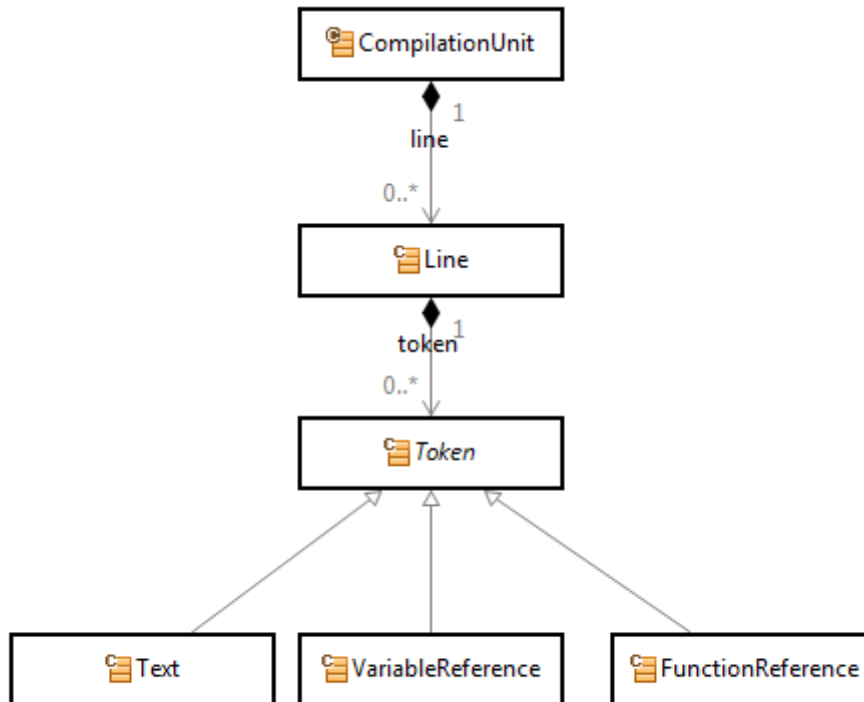 CompilationUnit
1
line
0..*
Line
1
token
0..*
Token
Text
VariableReference
FunctionReference